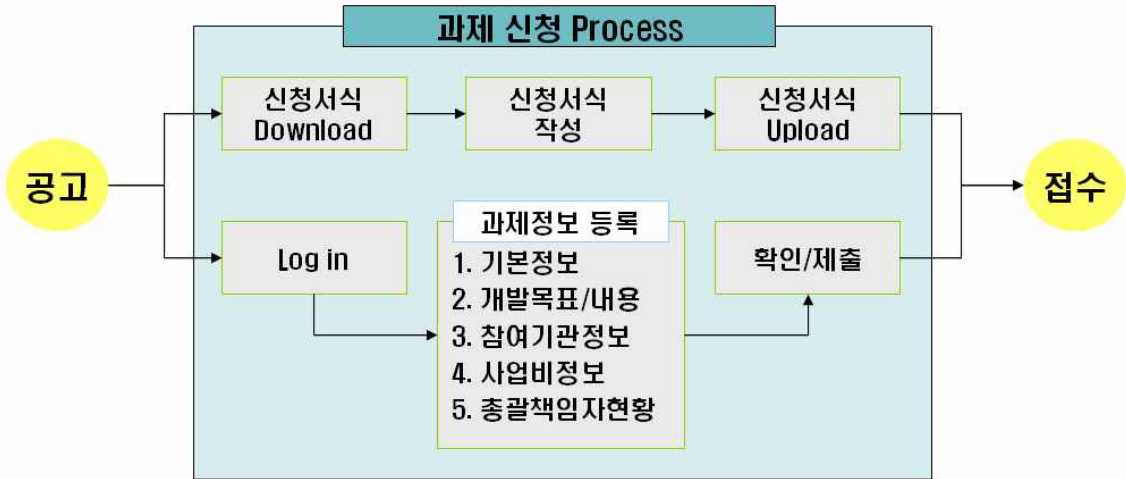 과제 신청 Process
신청서식
Download
신청서식
작성
신청서식
Upload
공고
접수
Log in
과제정보 등록
1. 기본정보
2. 개발목표/내용
3. 참여기관정보
4. 사업비정보
5. 총괄책임자현황
확인/제출